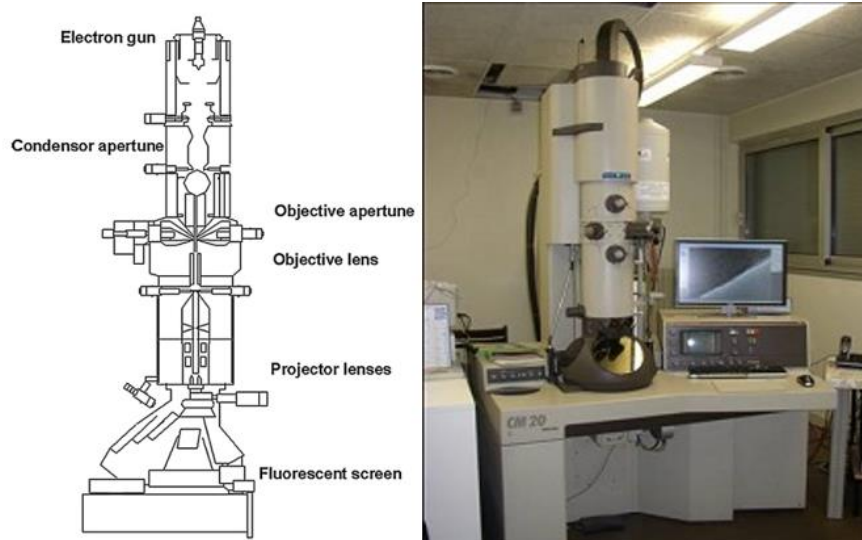 Electron gun
Condensor apertune
Objective apertune
Objective lens
Projector lenses
Fluorescent screen
CM 20